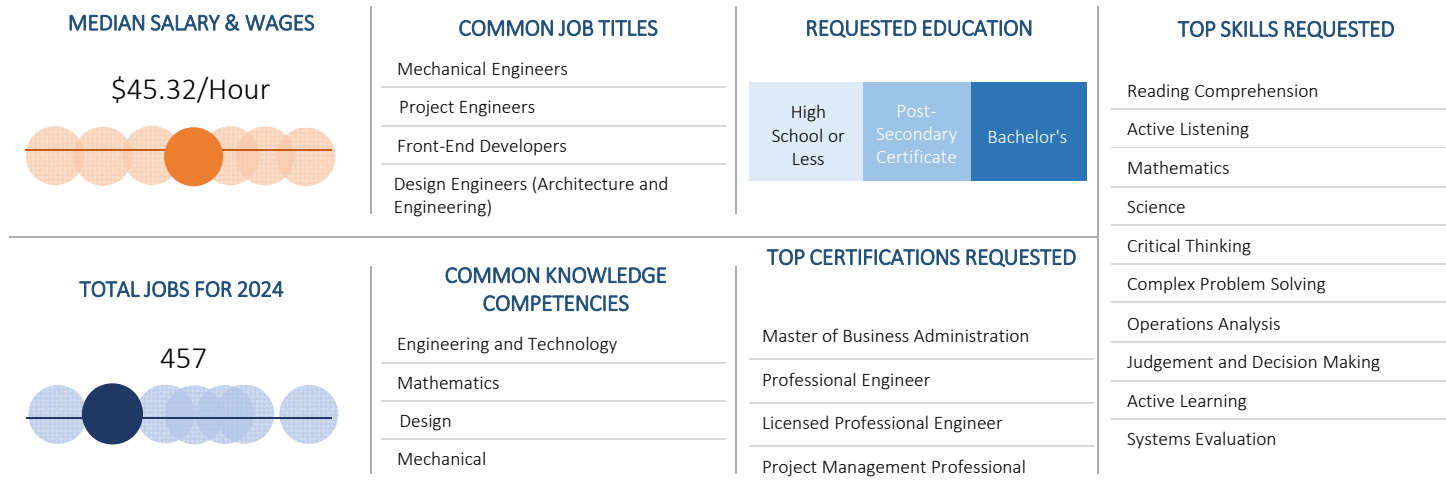 MEDIAN SALARY & WAGES
$45.32/Hour
COMMON JOB TITLES
Mechanical Engineers
Project Engineers
Front-End Developers
Design Engineers (Architecture and
Engineering)
REQUESTED EDUCATION
High
School or
Less
Post-
Secondary
Certificate
Bachelor's
TOTAL JOBS FOR 2024
457
COMMON KNOWLEDGE
COMPETENCIES
Engineering and Technology
Mathematics
Design
Mechanical
TOP CERTIFICATIONS REQUESTED
Master of Business Administration
Professional Engineer
Licensed Professional Engineer
Project Management Professional
TOP SKILLS REQUESTED
Reading Comprehension
Active Listening
Mathematics
Science
Critical Thinking
Complex Problem Solving
Operations Analysis
Judgement and Decision Making
Active Learning
Systems Evaluation